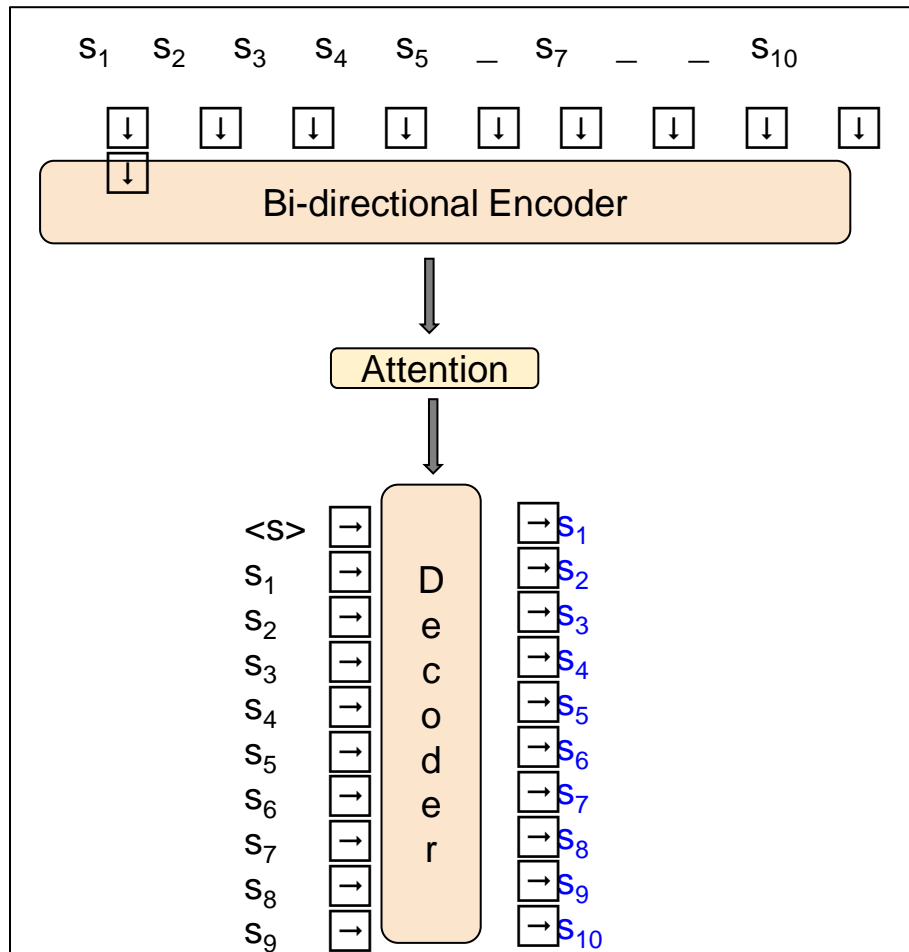 s₁ s₂ s₃ s₄ s₅ _ s₇ _ _ s₁₀
↓ ↓ ↓ ↓ ↓ ↓ ↓ ↓ ↓
↓
Bi-directional Encoder
Attention
<s> → → s₁
s₁ → → s₂
s₂ → → s₃
s₃ → → s₄
s₄ → → s₅
s₅ → → s₆
s₆ → → s₇
s₇ → → s₈
s₈ → → s₉
s₉ → → s₁₀
D
e
c
o
d
e
r